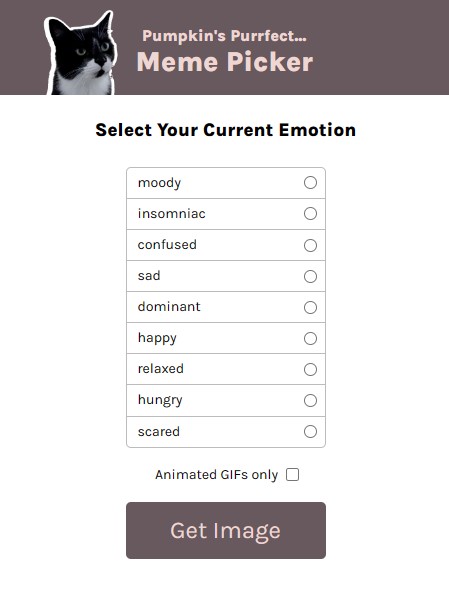 Pumpkin's Purrfect...
Meme Picker
Select Your Current Emotion
moody
insomniac
confused
sad
dominant
happy
relaxed
hungry
scared
Animated GIFs only
Get Image